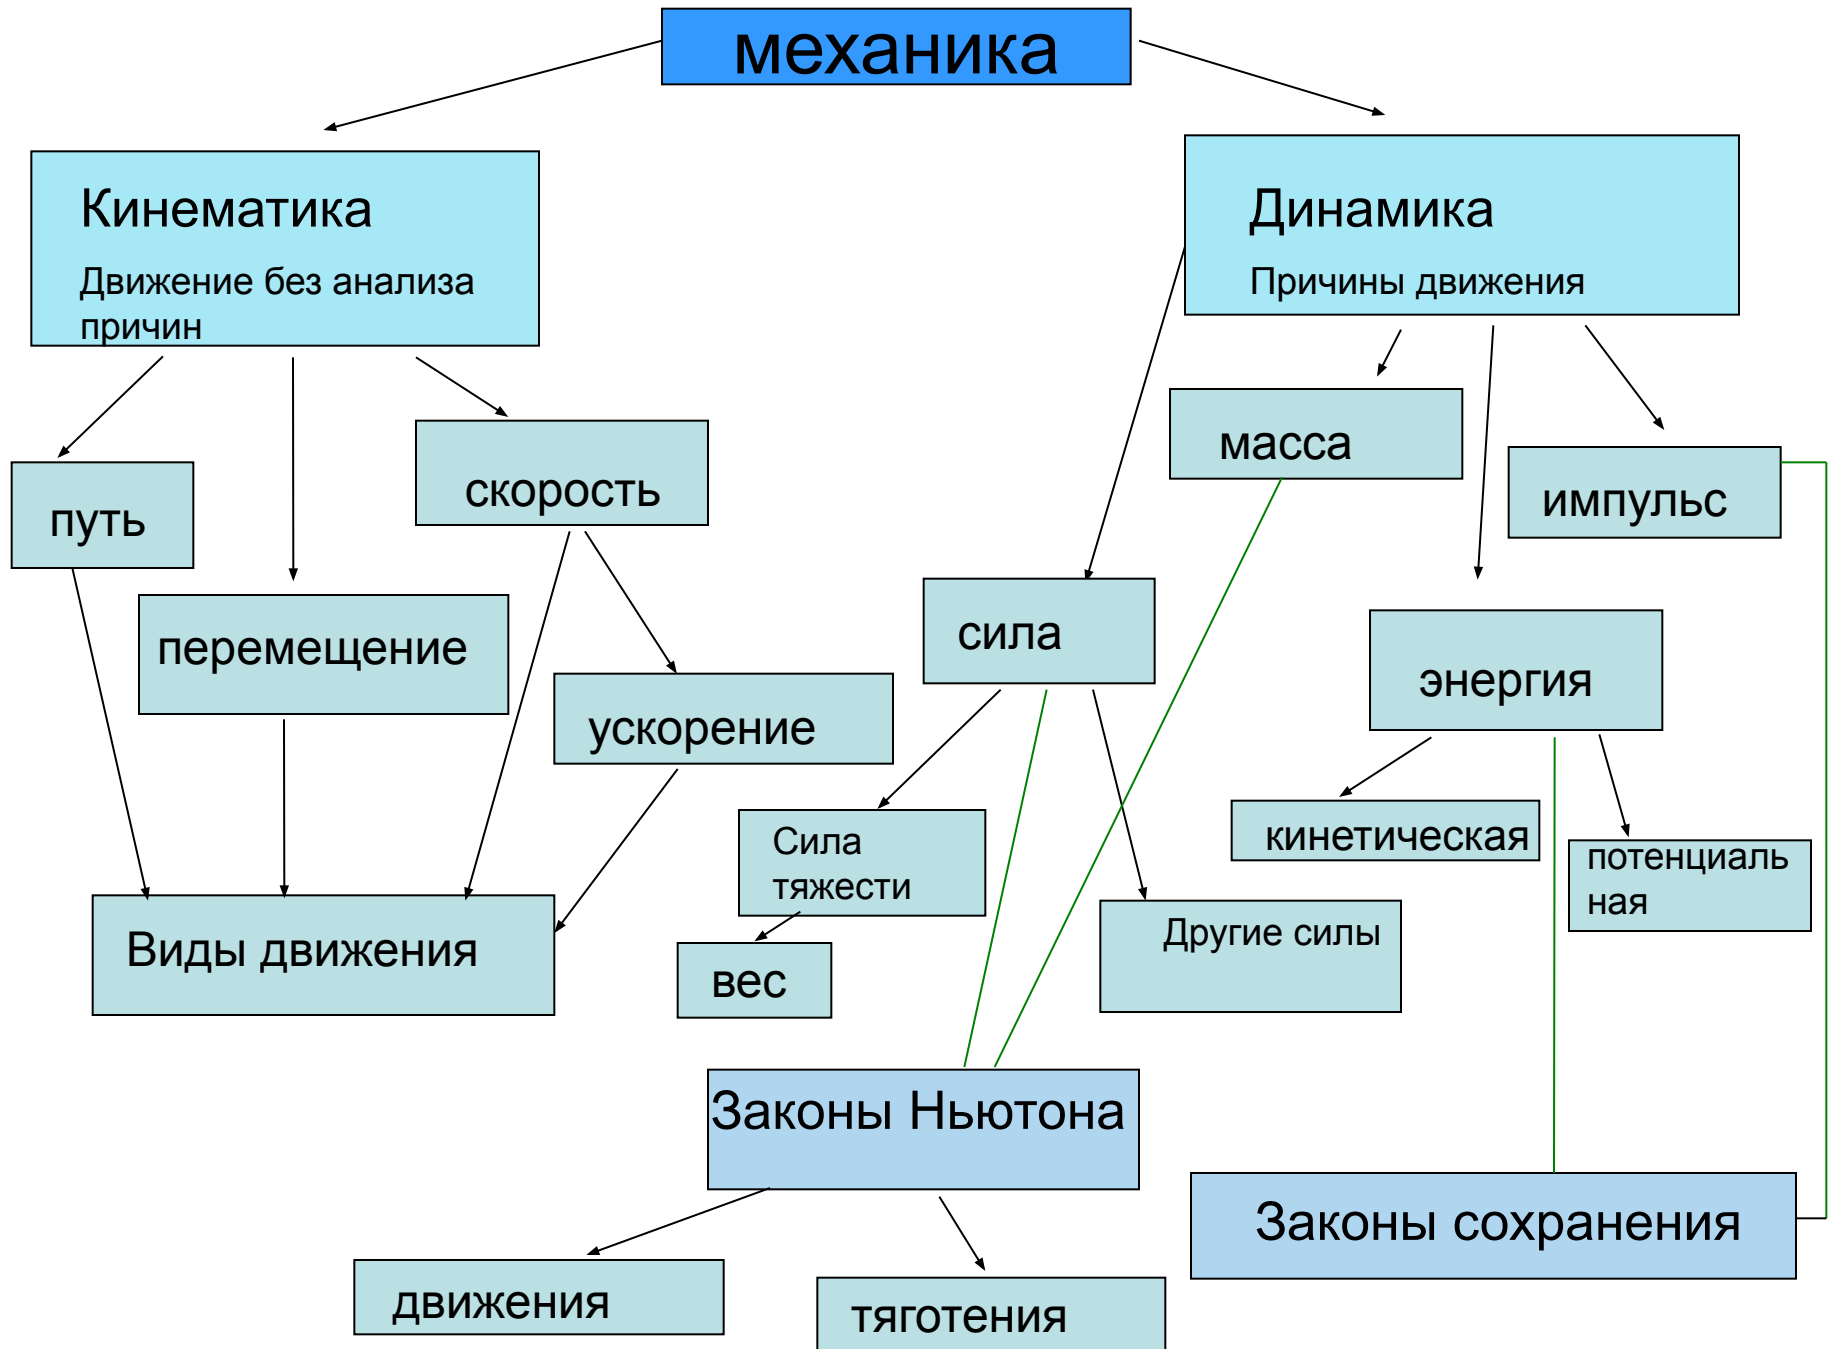 механика
Кинематика
Движение без анализа
причин
Динамика
Причины движения
путь
перемещение
скорость
ускорение
Виды движения
сила
масса
импульс
энергия
Сила
тяжести
вес
Другие силы
кинетическая
потенциаль
ная
Законы Ньютона
Законы сохранения
движения
тяготения